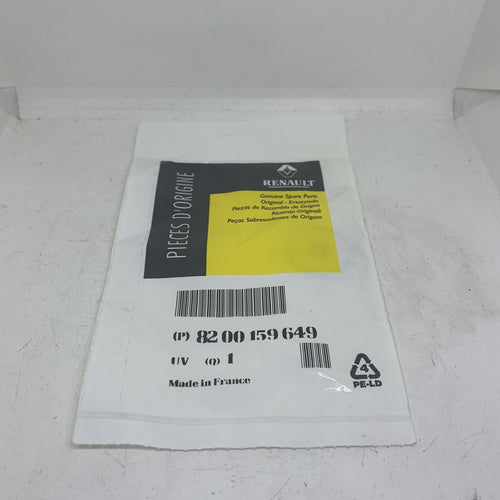 PIECES D'ORIGINE
RENAULT
Genuine Spare Parts
Original - Ersatzteile
Piezas de Recambio de Origen
Ricambi Originali
Peças Sobresselentes de Origem
(P) 82 00 159 649
UV (Q) 1
Made in France
4
PE-LD